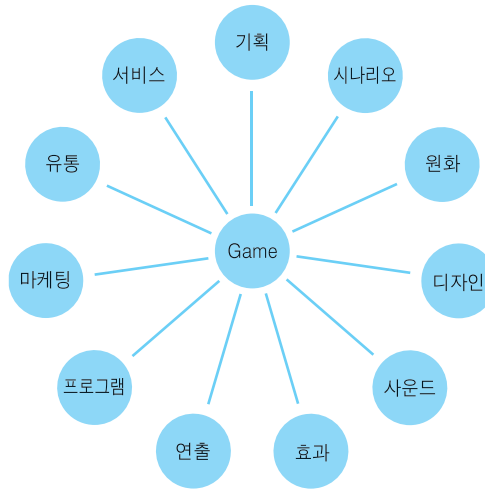 기획
시나리오
원화
디자인
사운드
효과
연출
프로그램
마케팅
유통
서비스
Game